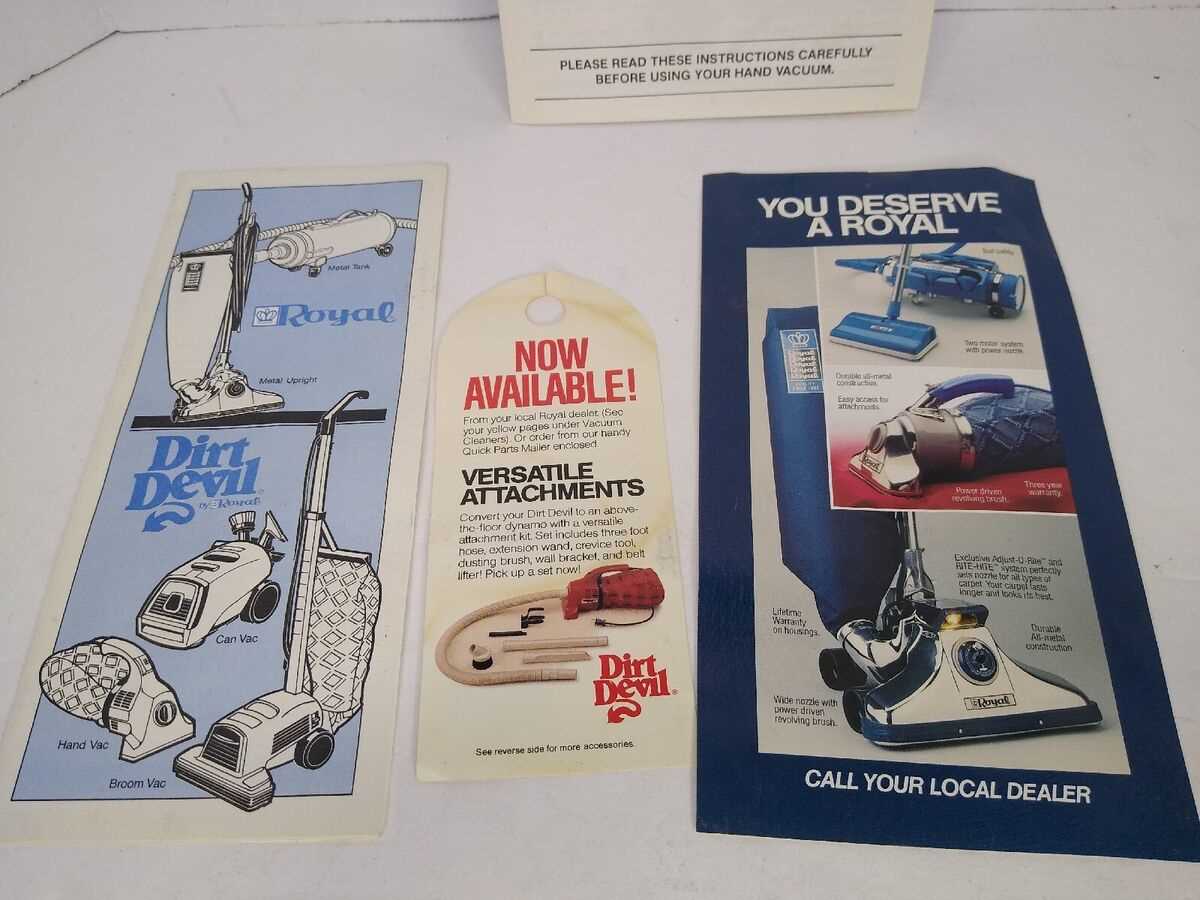 PLEASE READ THESE INSTRUCTIONS CAREFULLY
BEFORE USING YOUR HAND VACUUM.
Metal Tank
Royal
Metal Upright
Dirt
Devil®
by Royal
Can Vac
Hand Vac
Broom Vac
NOW
AVAILABLE!
From your local Royal dealer. (See
your yellow pages under Vacuum
Cleaners). Or order from our handy
Quick Parts Mailer enclosed.
VERSATILE
ATTACHMENTS
Convert your Dirt Devil to an above-
the-floor dynamo with a versatile
attachment kit. Set includes three foot
hose, extension wand, crevice tool,
dusting brush, wall bracket, and belt
lifter! Pick up a set now!
Dirt
Devil®
See reverse side for more accessories.
YOU DESERVE
A ROYAL
Two motor system
with power nozzle.
Durable all-metal
construction.
Easy access for
attachments.
Royal
Power driven
revolving brush.
Three year
warranty.
Royal
Royal
Royal
Royal
Exclusive Adjust-O-Rite™ and
RITE-HITE™ system perfectly
sets nozzle for all types of
carpet. Your carpet lasts
longer and looks its best.
Lifetime
Warranty
on housings.
Durable
All-metal
construction.
Wide nozzle with
power driven
revolving brush.
Royal
CALL YOUR LOCAL DEALER